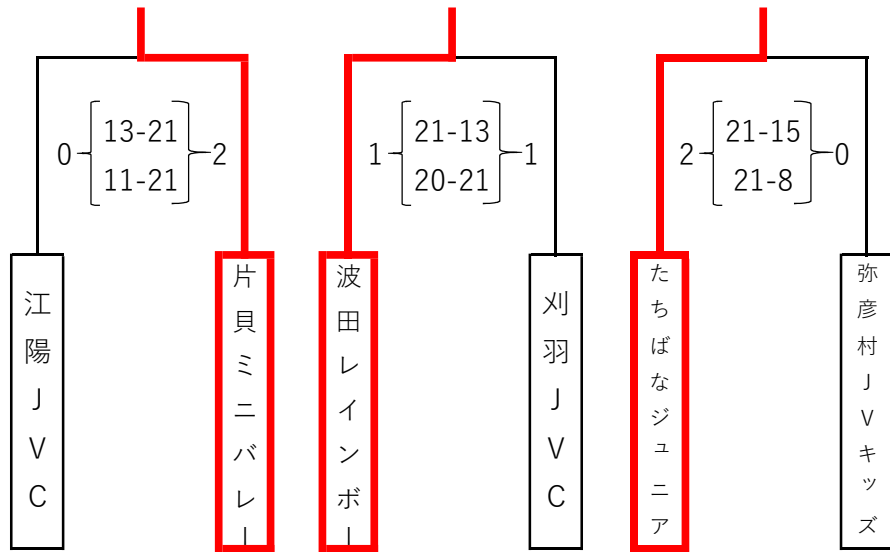 13-21
0 2
11-21
21-13
1 1
20-21
21-15
2 0
21-8
江陽JVC
片貝ミニバレー
波田レインボー
刈羽JVC
たちばなジュニア
弥彦村JVキッズ